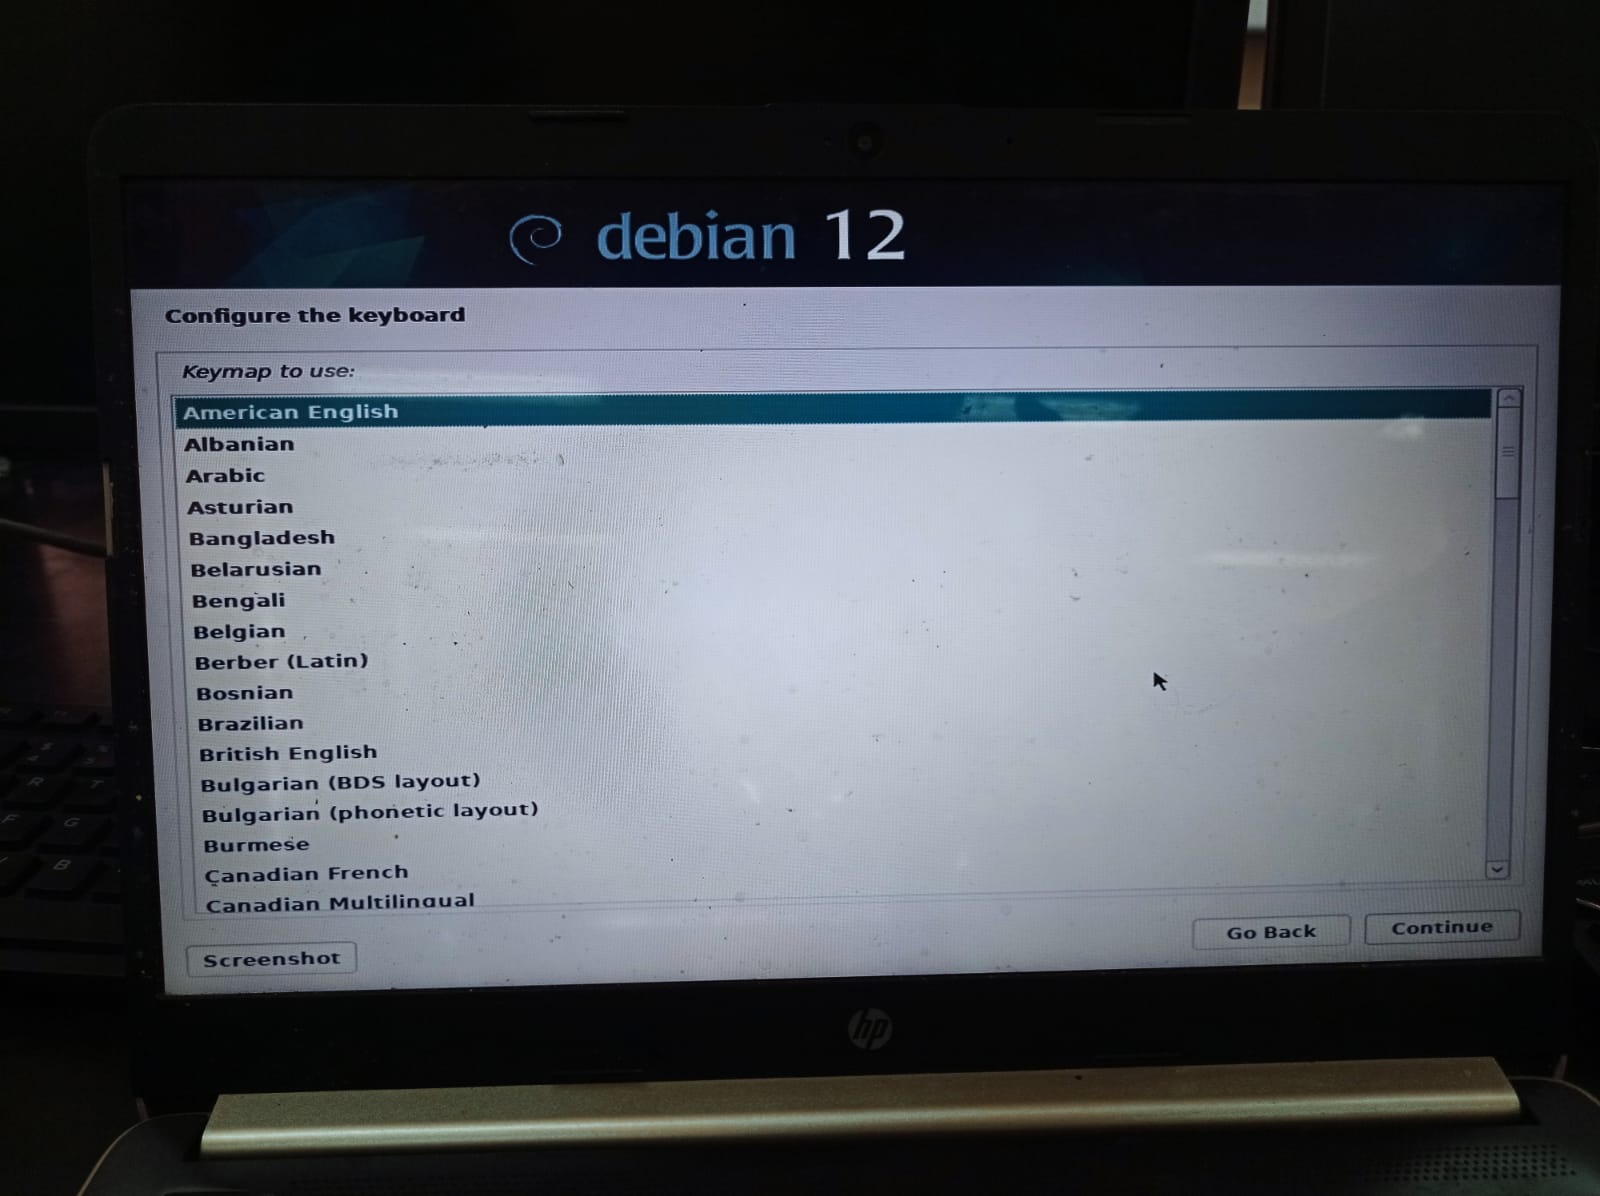 debian 12
Configure the keyboard
Keymap to use:
American English
Albanian
Arabic
Asturian
Bangladesh
Belarusian
Bengali
Belgian
Berber (Latin)
Bosnian
Brazilian
British English
Bulgarian (BDS layout)
Bulgarian (phonetic layout)
Burmese
Canadian French
Canadian Multilingual
Screenshot
Go Back
Continue
hp
R T
F G
B